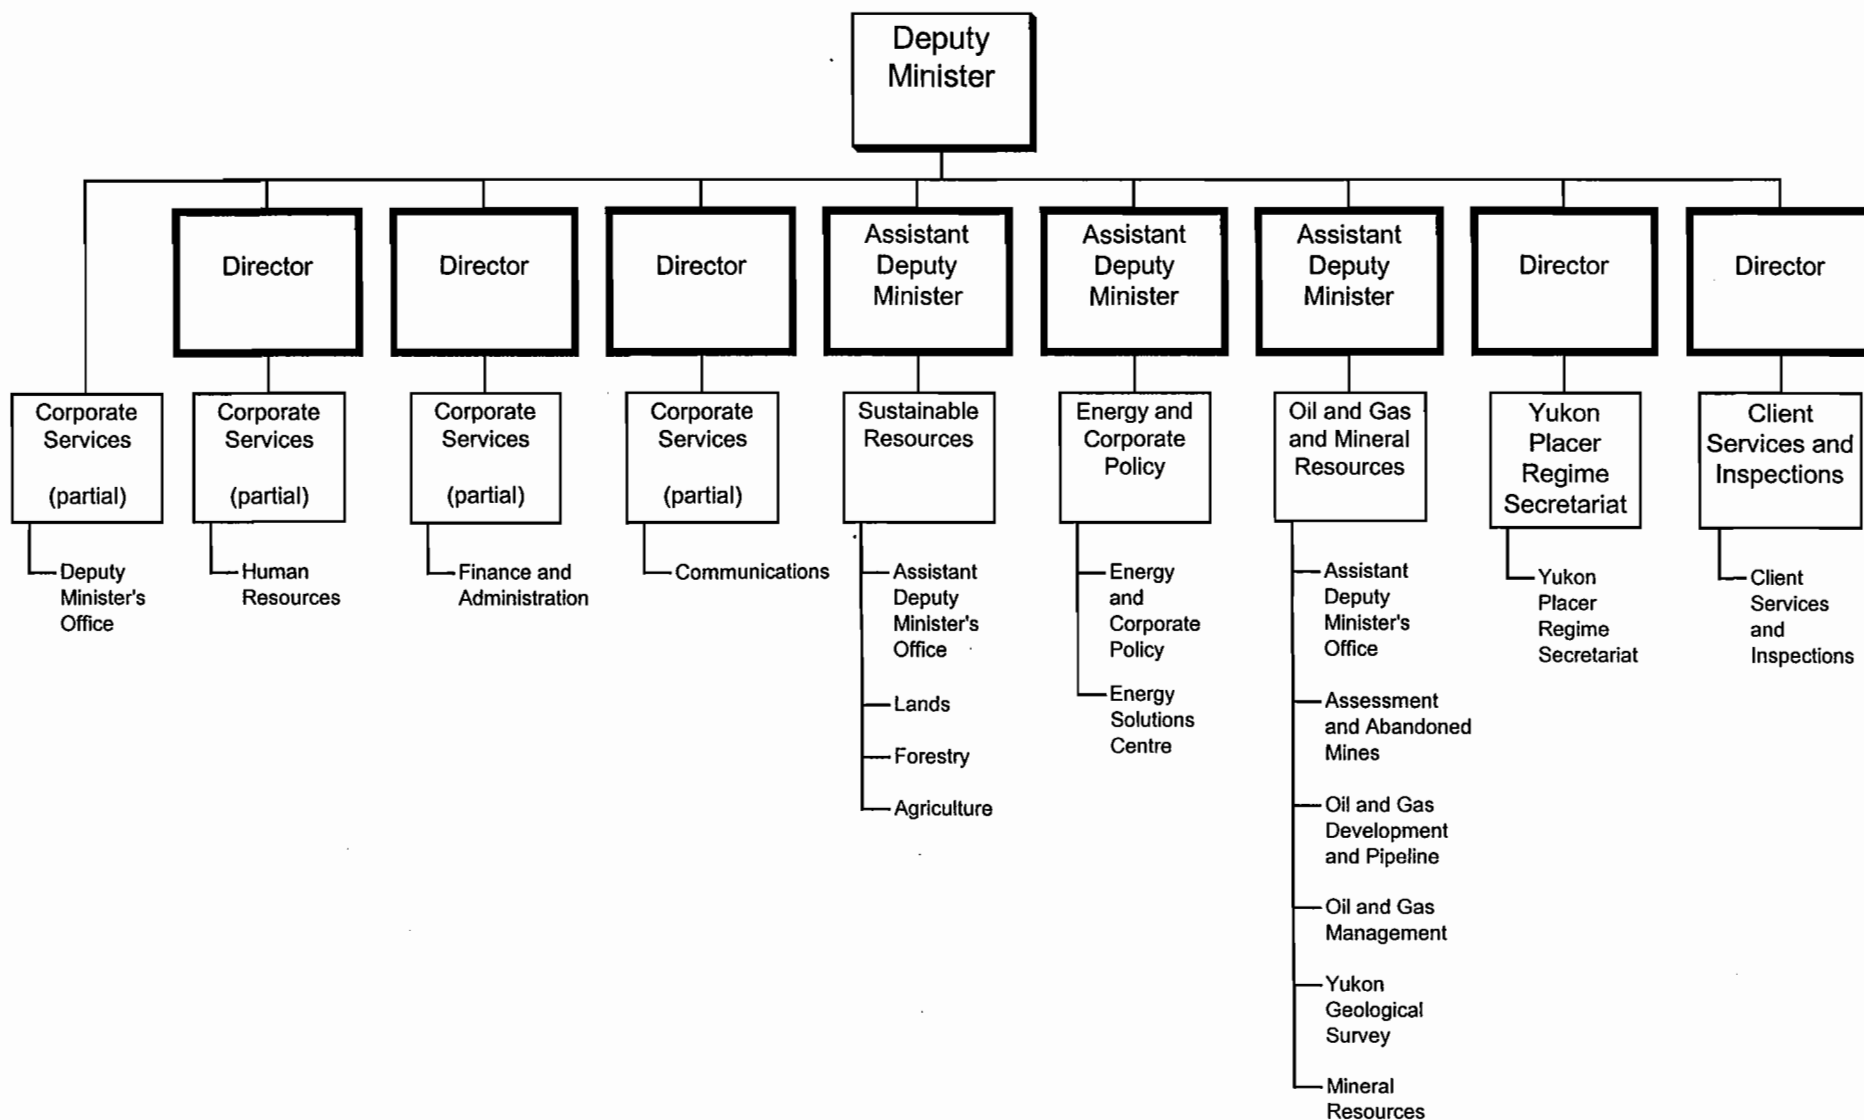 Deputy
Minister
Director
Director
Director
Assistant
Deputy
Minister
Assistant
Deputy
Minister
Assistant
Deputy
Minister
Director
Director
Corporate
Services
(partial)
Corporate
Services
(partial)
Corporate
Services
(partial)
Corporate
Services
(partial)
Sustainable
Resources
Energy and
Corporate
Policy
Oil and Gas
and Mineral
Resources
Yukon
Placer
Regime
Secretariat
Client
Services and
Inspections
Deputy
Minister's
Office
Human
Resources
Finance and
Administration
Communications
Assistant
Deputy
Minister's
Office
Lands
Forestry
Agriculture
Energy
and
Corporate
Policy
Energy
Solutions
Centre
Assistant
Deputy
Minister's
Office
Assessment
and Abandoned
Mines
Oil and Gas
Development
and Pipeline
Oil and Gas
Management
Yukon
Geological
Survey
Mineral
Resources
Yukon
Placer
Regime
Secretariat
Client
Services
and
Inspections